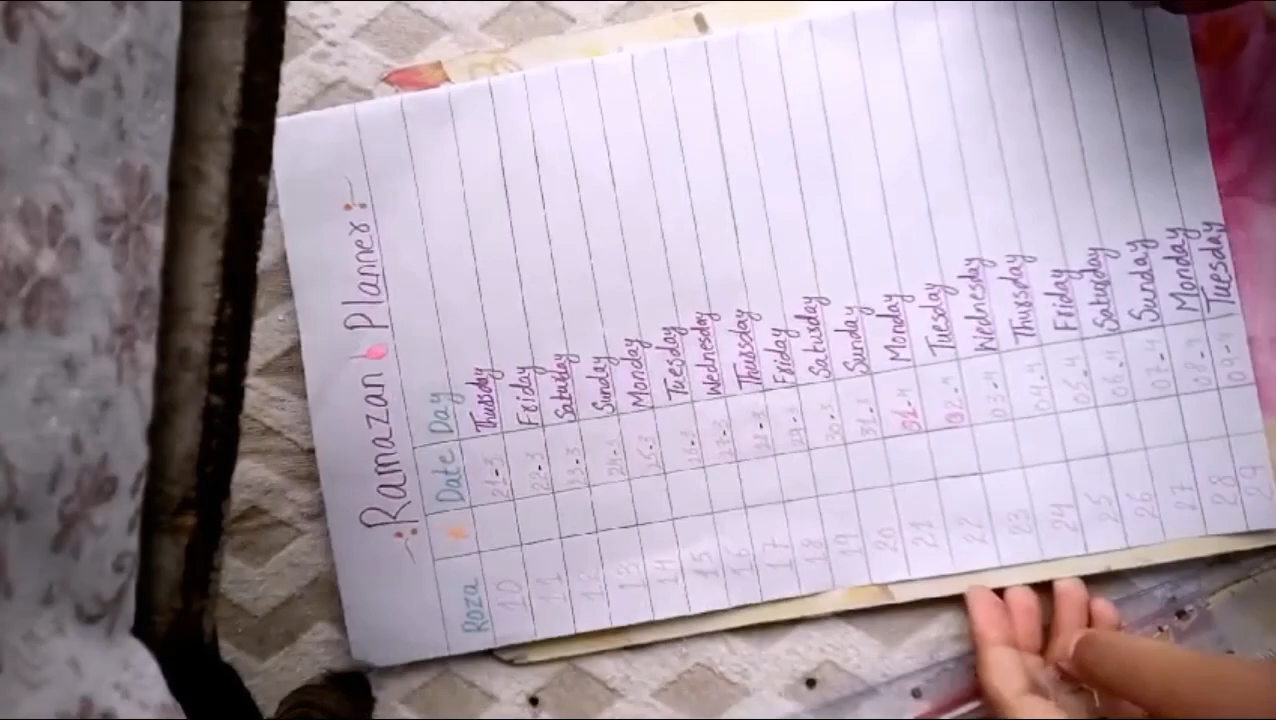 Ramazan Planner
Roza Date Day
10 21-3 Thursday
11 22-3 Friday
12 23-3 Saturday
13 24-3 Sunday
14 25-3 Monday
15 26-3 Tuesday
16 27-3 Wednesday
17 28-3 Thursday
18 29-3 Friday
19 30-3 Saturday
20 31-3 Sunday
21 01-4 Monday
22 02-4 Tuesday
23 03-4 Wednesday
24 04-4 Thursday
25 05-4 Friday
26 06-4 Saturday
27 07-4 Sunday
28 08-4 Monday
29 09-4 Tuesday